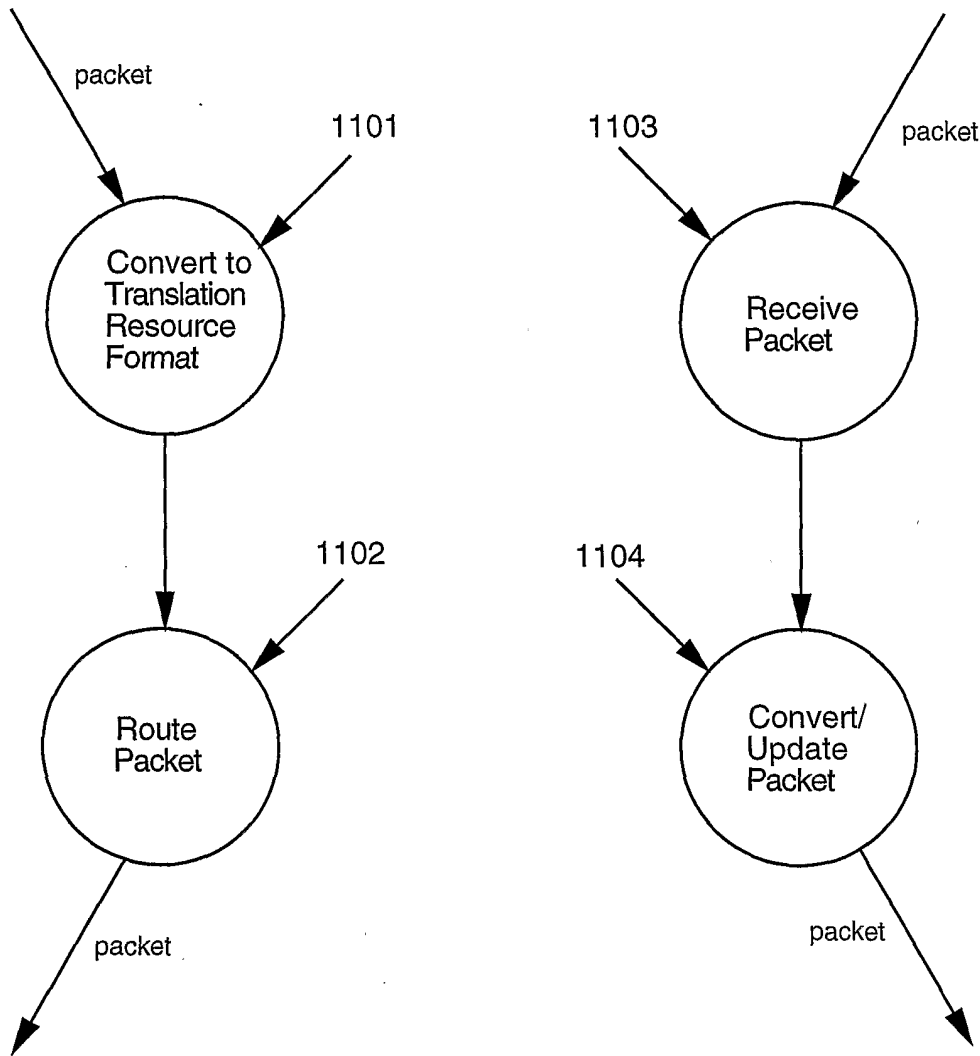 packet
1101
Convert to
Translation
Resource
Format
1102
Route
Packet
packet
1103
packet
Receive
Packet
1104
Convert/
Update
Packet
packet